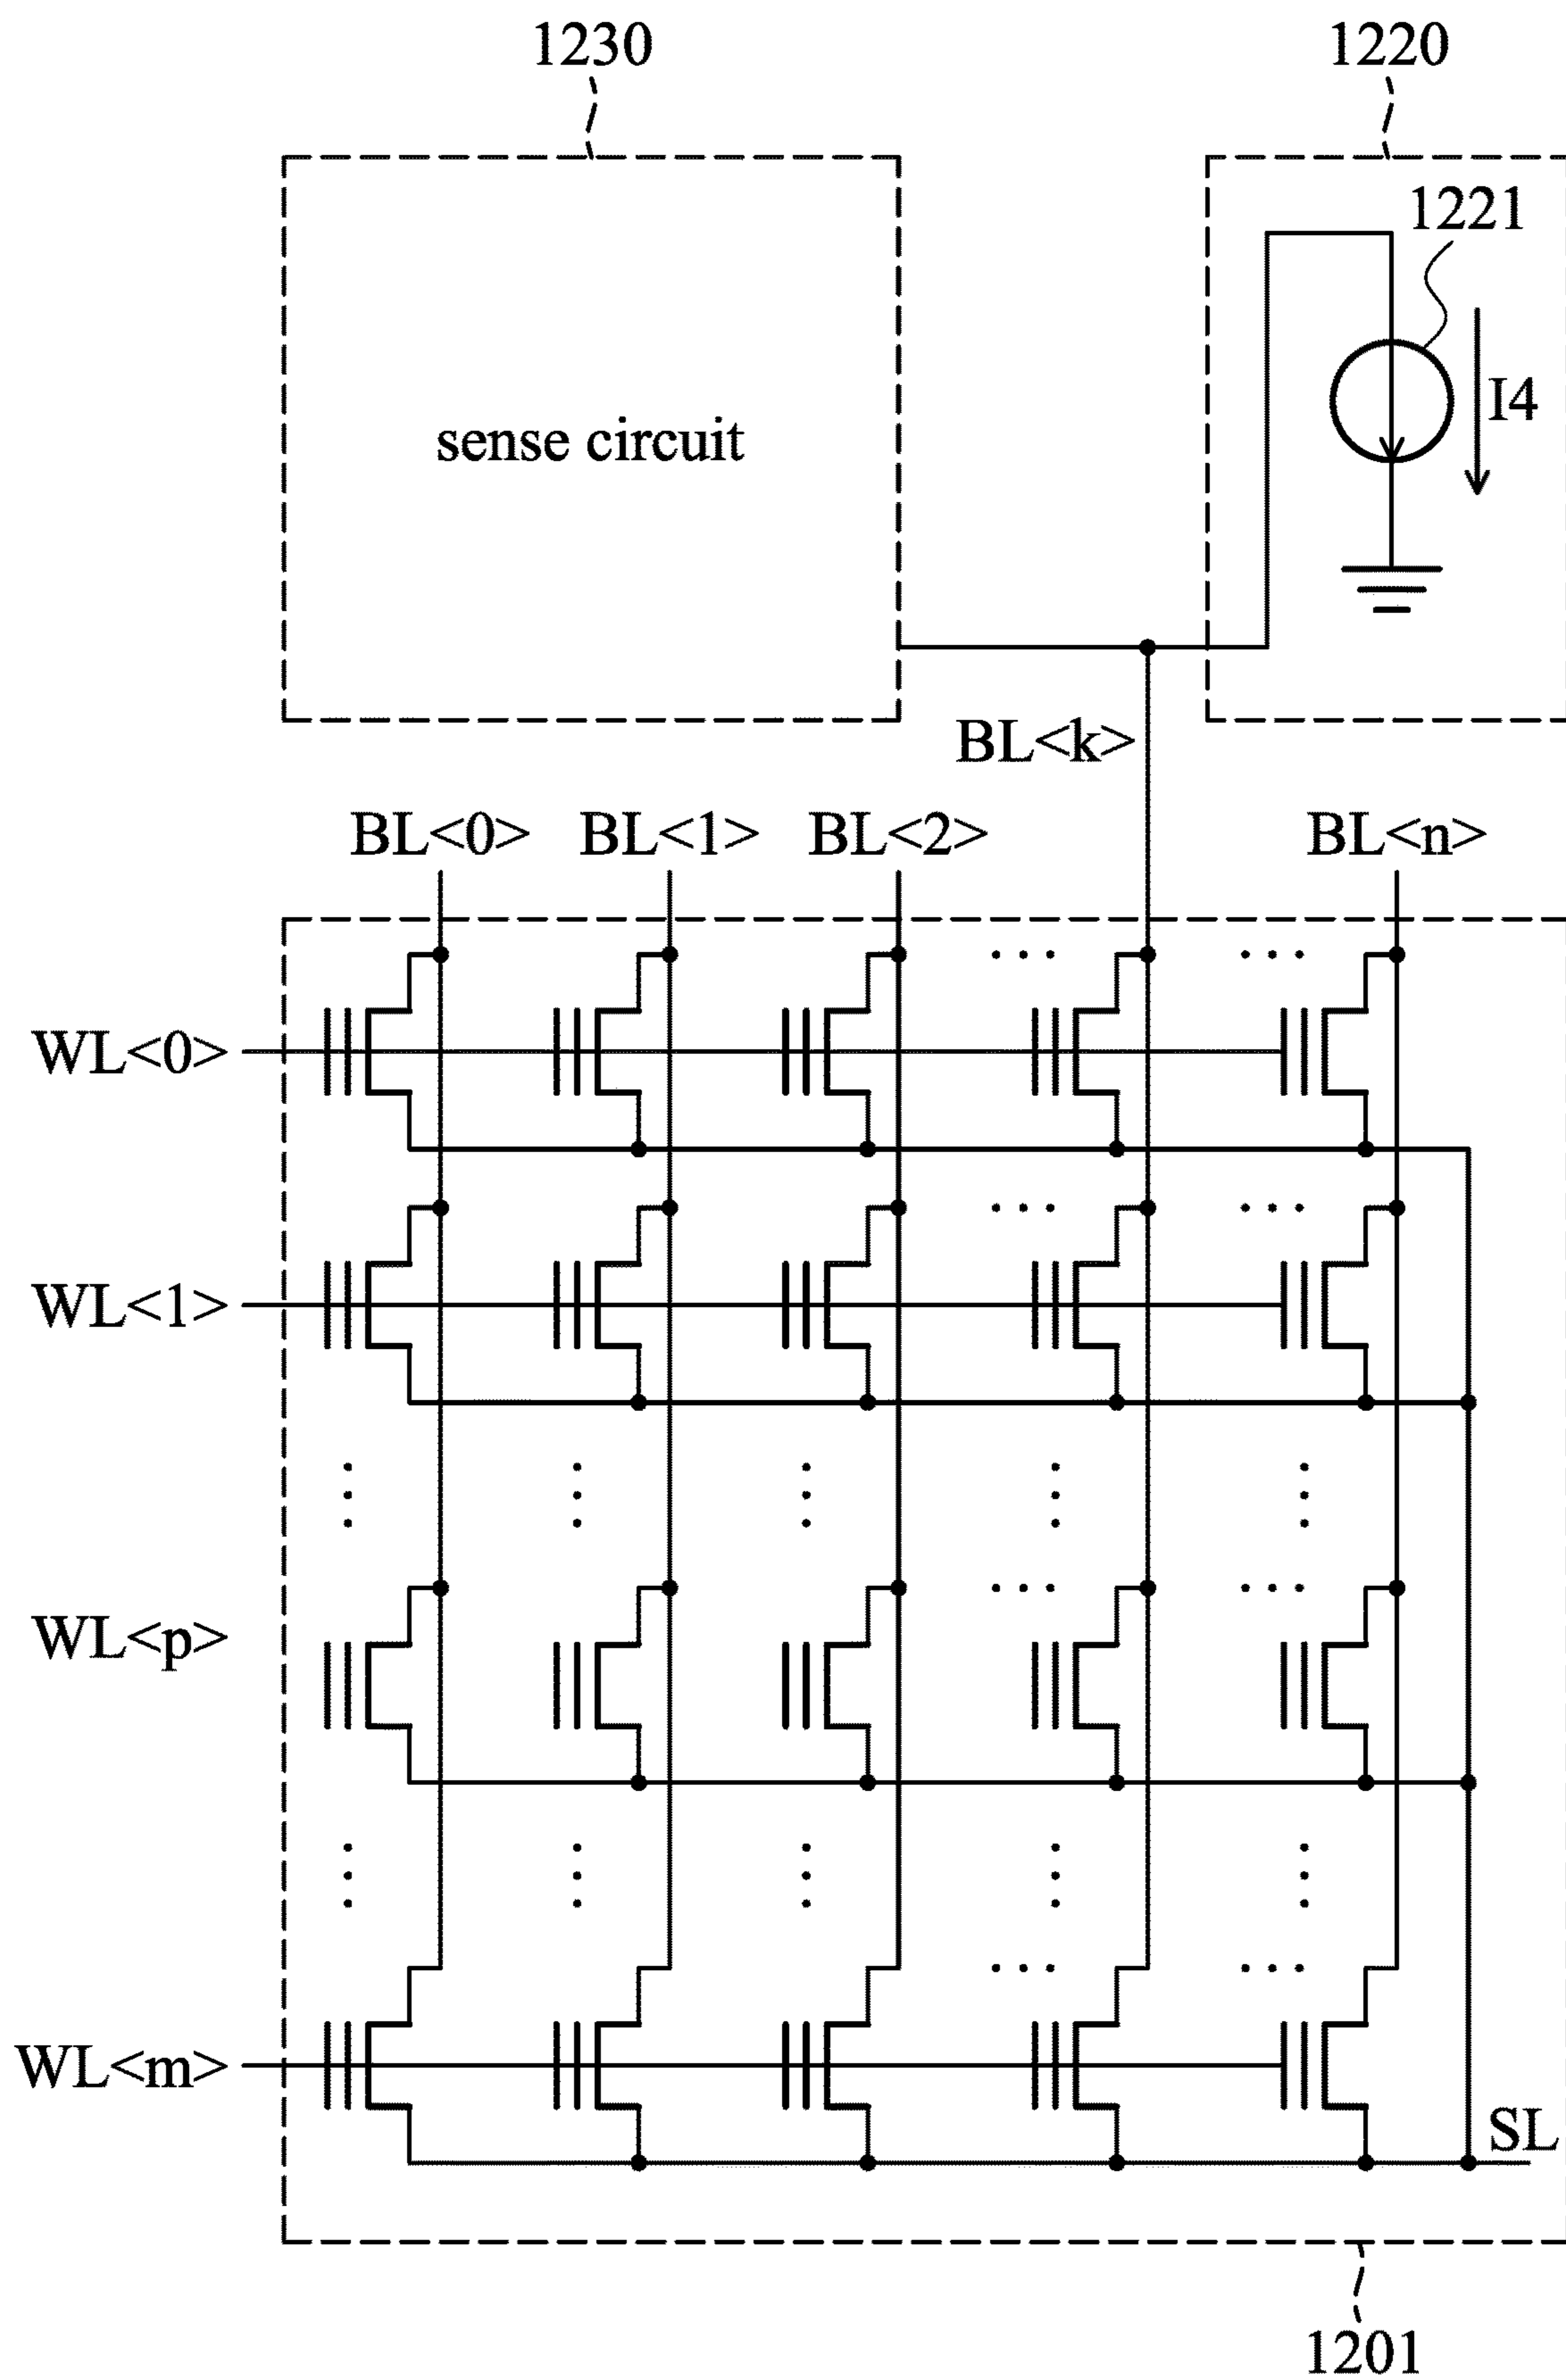 1230
1220
1221
I4
sense circuit
BL<k>
BL<0>
BL<1>
BL<2>
BL<n>
WL<0>
WL<1>
WL<p>
WL<m>
SL
1201